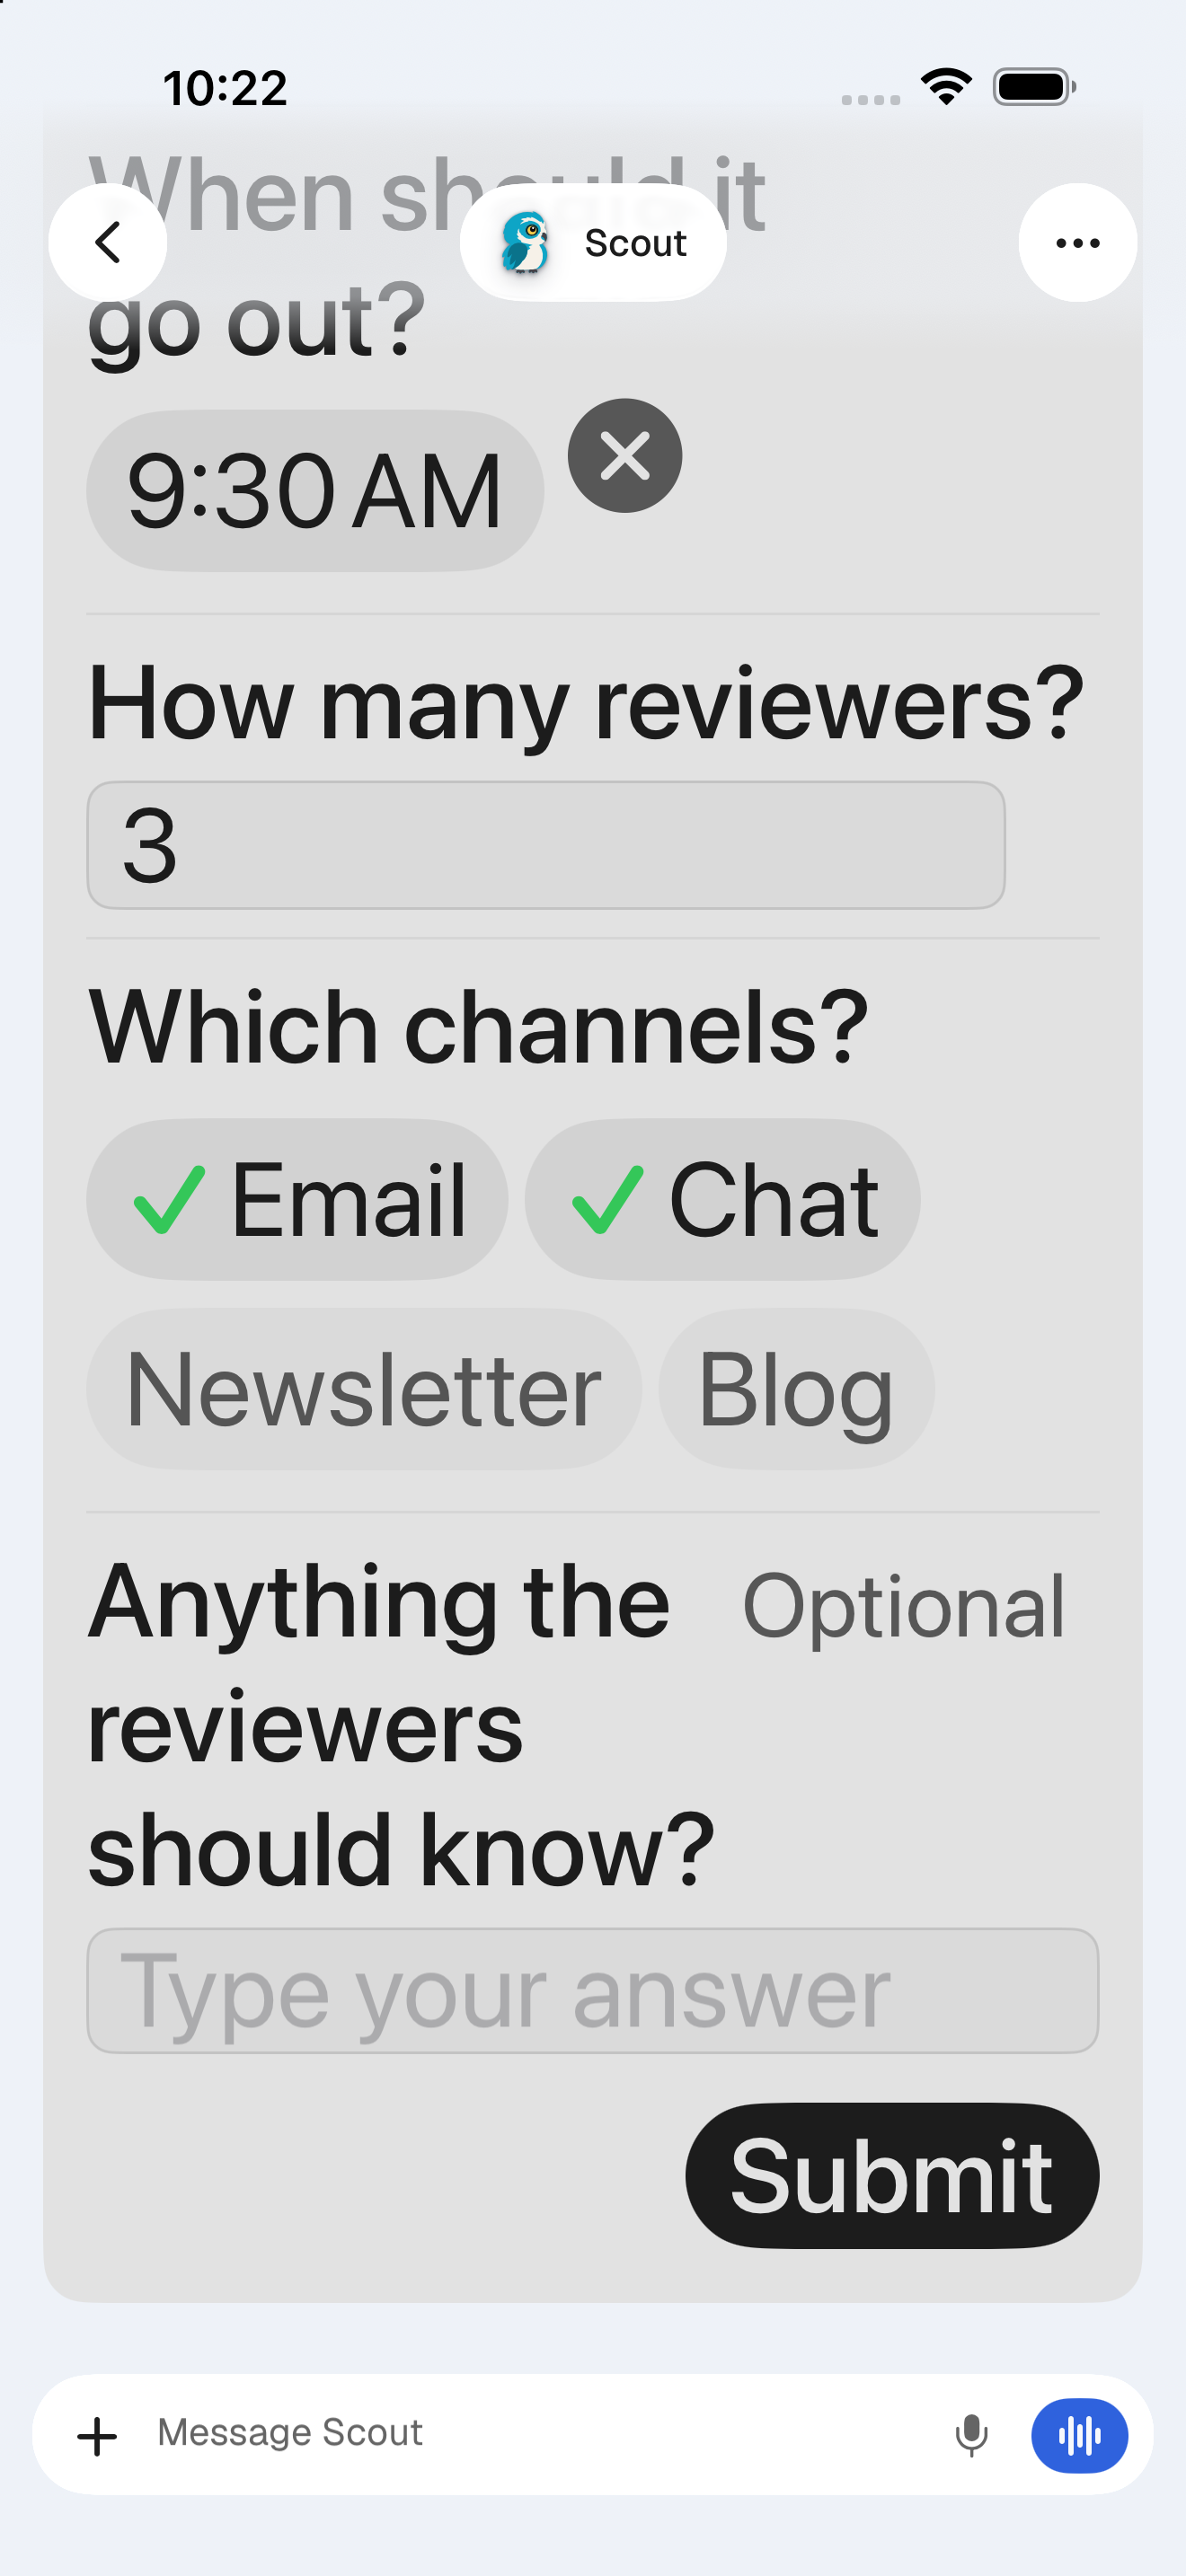 10:22
When should it
Scout
go out?
9:30 AM
How many reviewers?
3
Which channels?
Email
Chat
Newsletter
Blog
Anything the
Optional
reviewers
should know?
Type your answer
Submit
Message Scout